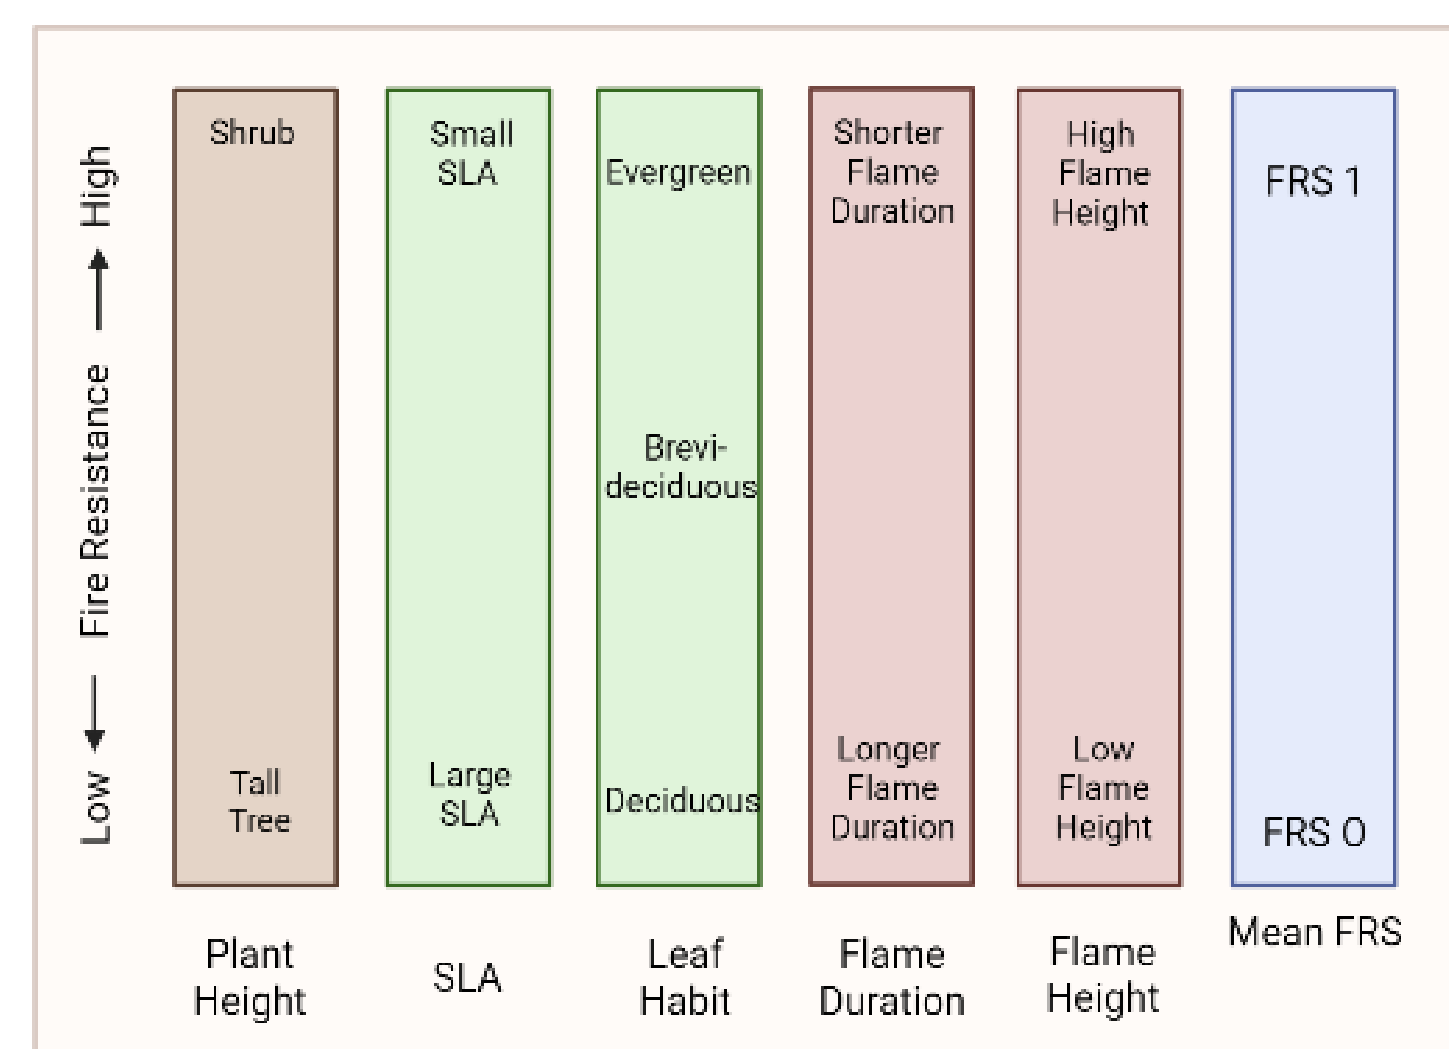 High
Fire Resistance
Low
Shrub
Tall
Tree
Plant
Height
Small
SLA
Large
SLA
SLA
Evergreen
Brevi-
deciduous
Deciduous
Leaf
Habit
Shorter
Flame
Duration
Longer
Flame
Duration
Flame
Duration
High
Flame
Height
Low
Flame
Height
Flame
Height
FRS 1
FRS 0
Mean FRS